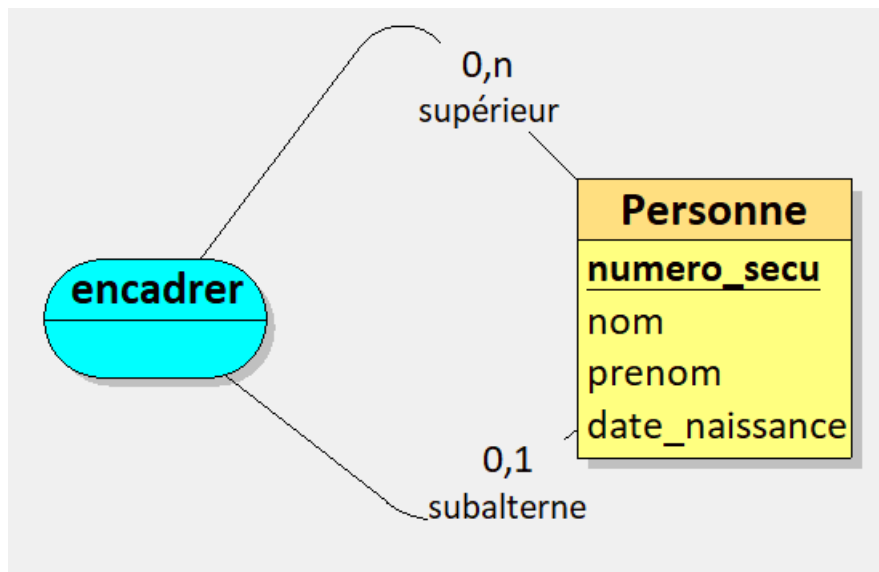 0,n
supérieur
Personne
numero_secu
nom
prenom
date_naissance
encadrer
0,1
subalterne